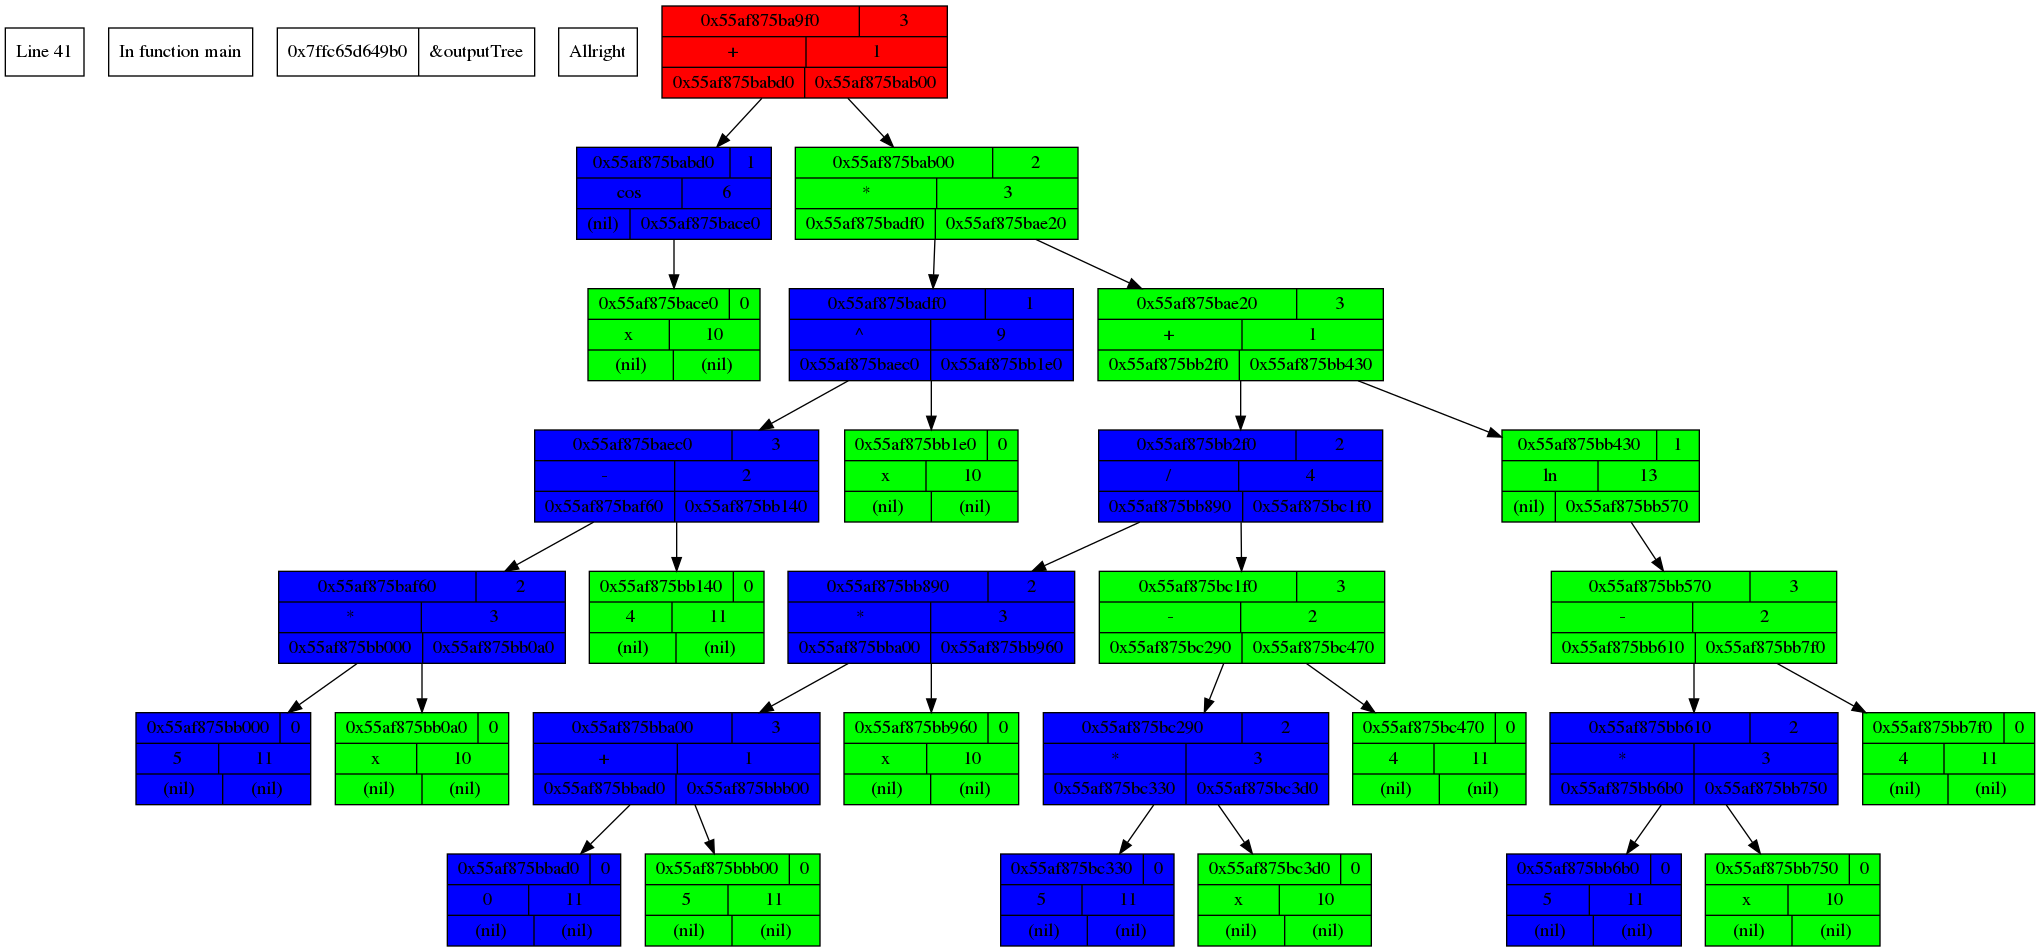 Line 41
In function main
0x7ffc65d649b0 &outputTree
Allright
0x55af875ba9f0 3
+ 1
0x55af875babd0 0x55af875bab00
0x55af875babd0 1
cos 6
(nil) 0x55af875bace0
0x55af875bab00 2
* 3
0x55af875badf0 0x55af875bae20
0x55af875bace0 0
x 10
(nil) (nil)
0x55af875badf0 1
^ 9
0x55af875baec0 0x55af875bb1e0
0x55af875bae20 3
+ 1
0x55af875bb2f0 0x55af875bb430
0x55af875baec0 3
- 2
0x55af875baf60 0x55af875bb140
0x55af875bb1e0 0
x 10
(nil) (nil)
0x55af875bb2f0 2
/ 4
0x55af875bb890 0x55af875bc1f0
0x55af875bb430 1
ln 13
(nil) 0x55af875bb570
0x55af875baf60 2
* 3
0x55af875bb000 0x55af875bb0a0
0x55af875bb140 0
4 11
(nil) (nil)
0x55af875bb890 2
* 3
0x55af875bba00 0x55af875bb960
0x55af875bc1f0 3
- 2
0x55af875bc290 0x55af875bc470
0x55af875bb570 3
- 2
0x55af875bb610 0x55af875bb7f0
0x55af875bb000 0
5 11
(nil) (nil)
0x55af875bb0a0 0
x 10
(nil) (nil)
0x55af875bba00 3
+ 1
0x55af875bbad0 0x55af875bbb00
0x55af875bb960 0
x 10
(nil) (nil)
0x55af875bc290 2
* 3
0x55af875bc330 0x55af875bc3d0
0x55af875bc470 0
4 11
(nil) (nil)
0x55af875bb610 2
* 3
0x55af875bb6b0 0x55af875bb750
0x55af875bb7f0 0
4 11
(nil) (nil)
0x55af875bbad0 0
0 11
(nil) (nil)
0x55af875bbb00 0
5 11
(nil) (nil)
0x55af875bc330 0
5 11
(nil) (nil)
0x55af875bc3d0 0
x 10
(nil) (nil)
0x55af875bb6b0 0
5 11
(nil) (nil)
0x55af875bb750 0
x 10
(nil) (nil)